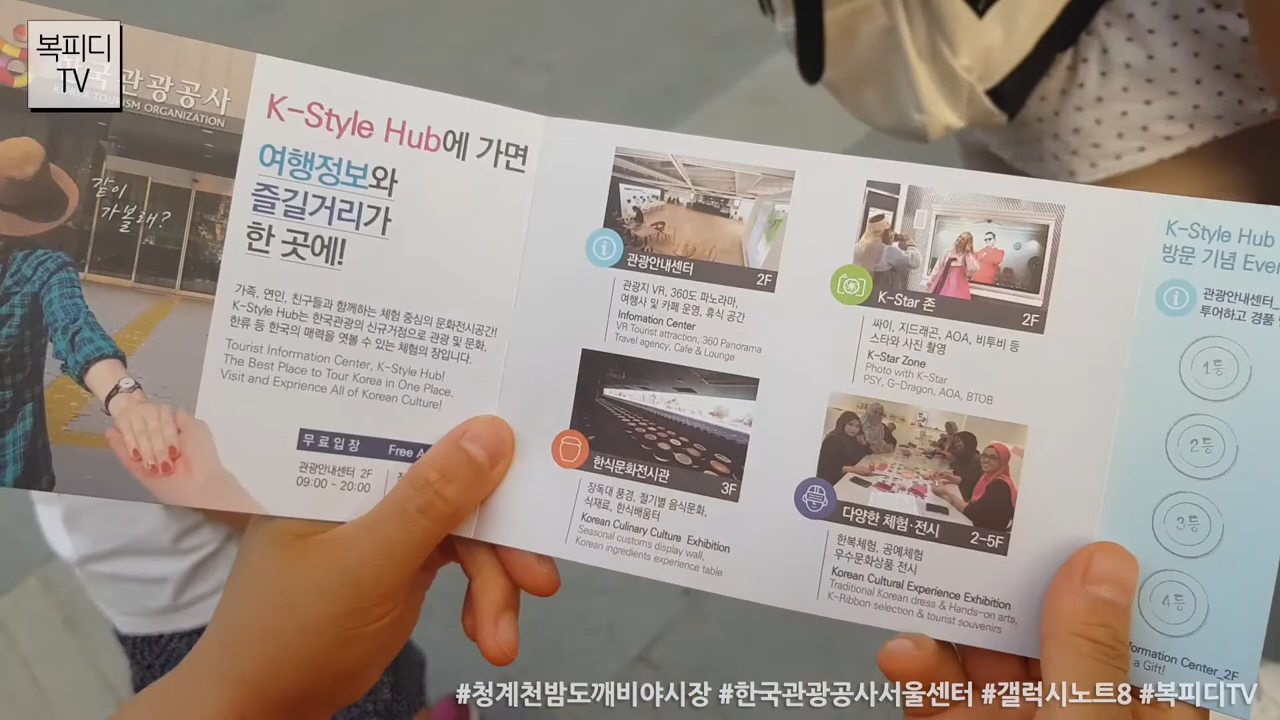 복피디
TV
국관광공사
KOREA TOURISM ORGANIZATION
같이
가볼래?
K-Style Hub에 가면
여행정보와
즐길거리가
한 곳에!
가족, 연인, 친구들과 함께하는 체험 중심의 문화전시공간!
K-Style Hub는 한국관광의 신규거점으로 관광 및 문화,
한류 등 한국의 매력을 엿볼 수 있는 체험의 장입니다.
Tourist Information Center, K-Style Hub!
The Best Place to Tour Korea in One Place.
Visit and Exprience All of Korean Culture!
무료입장 Free
관광안내센터 2F
09:00 - 20:00
관광안내센터 2F
관광지 VR, 360도 파노라마,
여행사 및 카페 운영, 휴식 공간
Infomation Center
VR Tourist attraction, 360 Panorama
Travel agency, Cafe & Lounge
한식문화전시관 3F
장독대 풍경, 절기별 음식문화,
식재료, 한식배움터
Korean Culinary Culture Exhibition
Seasonal customs display wall,
Korean ingredients experience table
K-Star 존 2F
싸이, 지드래곤, AOA, 비투비 등
스타와 사진 촬영
K-Star Zone
Photo with K-Star
PSY, G-Dragon, AOA, BTOB
다양한 체험·전시 2-5F
한복체험, 공예체험
우수문화상품 전시
Korean Cultural Experience Exhibition
Traditional Korean dress & Hands-on arts,
K-Ribbon selection & tourist souvenirs
K-Style Hub
방문 기념 Even
관광안내센터
투어하고 경품
1등
2등
3등
4등
formation Center_2F
a Gift!
#청계천밤도깨비야시장 #한국관광공사서울센터 #갤럭시노트8 #복피디TV